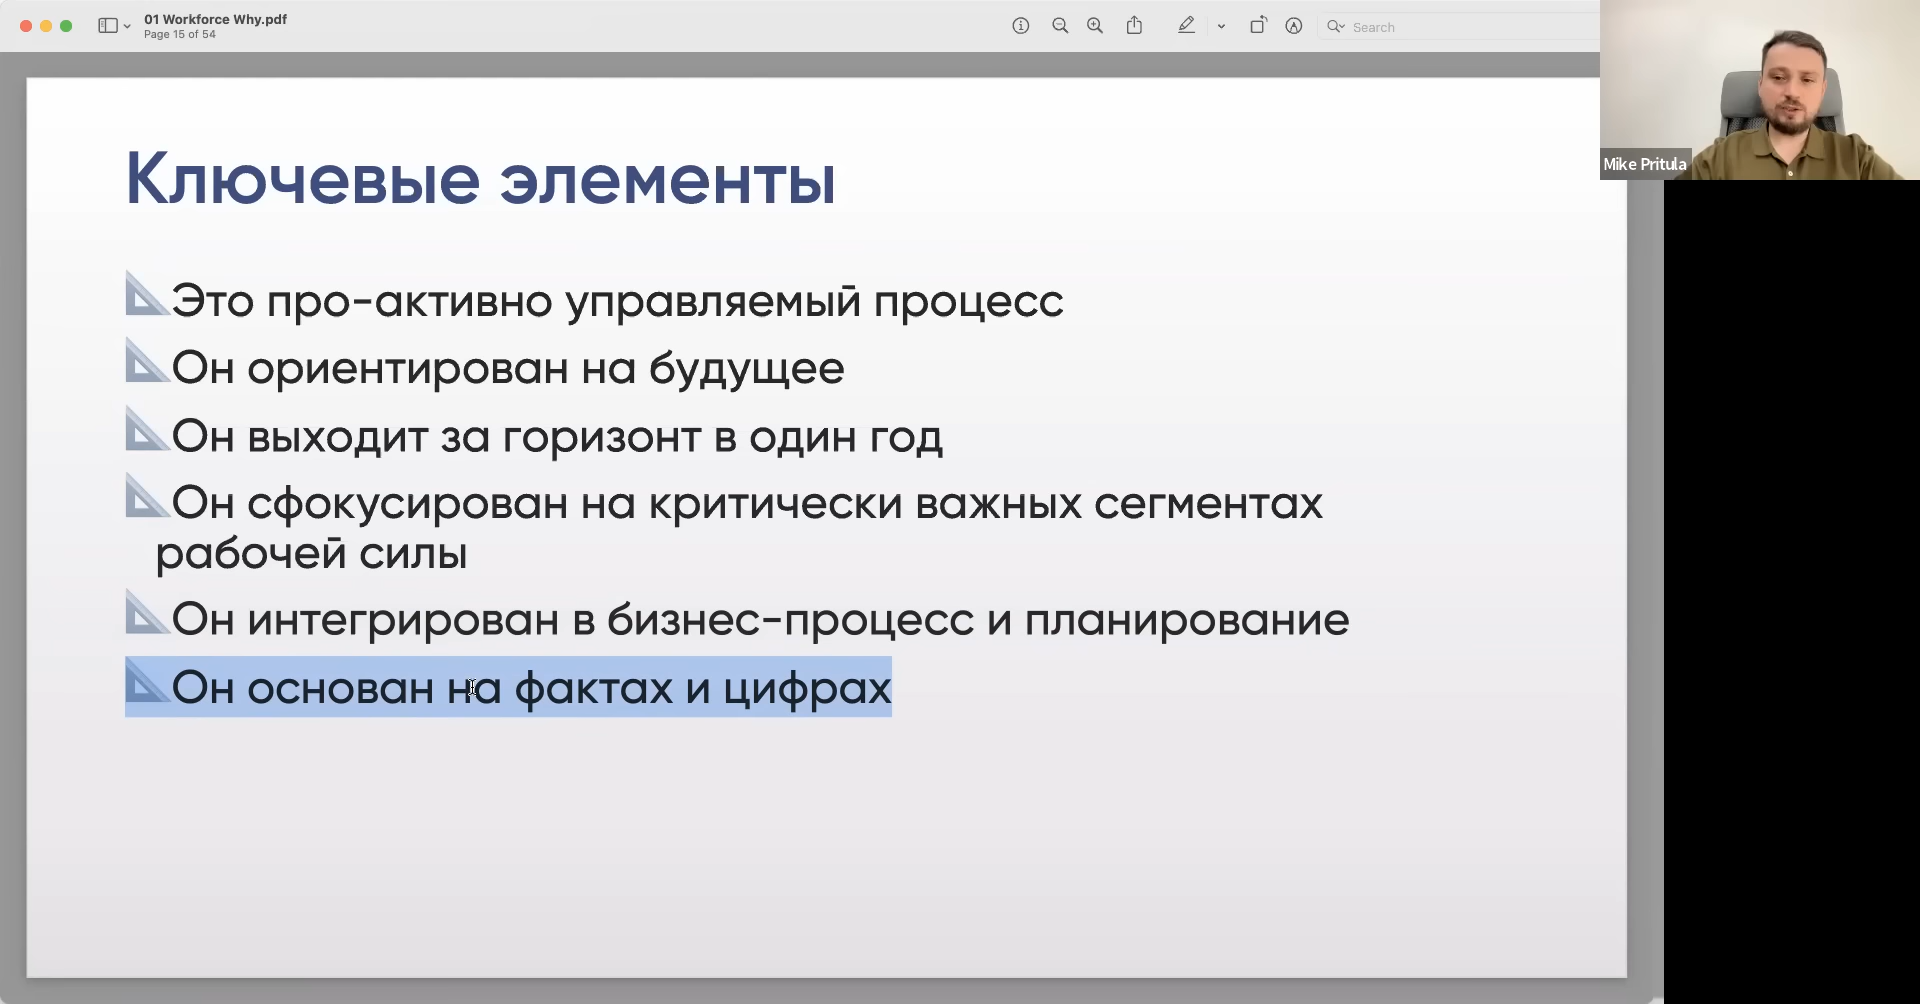 01 Workforce Why.pdf
Page 15 of 54
Search
Mike Pritula
Ключевые элементы
Это про-активно управляемый процесс
Он ориентирован на будущее
Он выходит за горизонт в один год
Он сфокусирован на критически важных сегментах
рабочей силы
Он интегрирован в бизнес-процесс и планирование
Он основан на фактах и цифрах